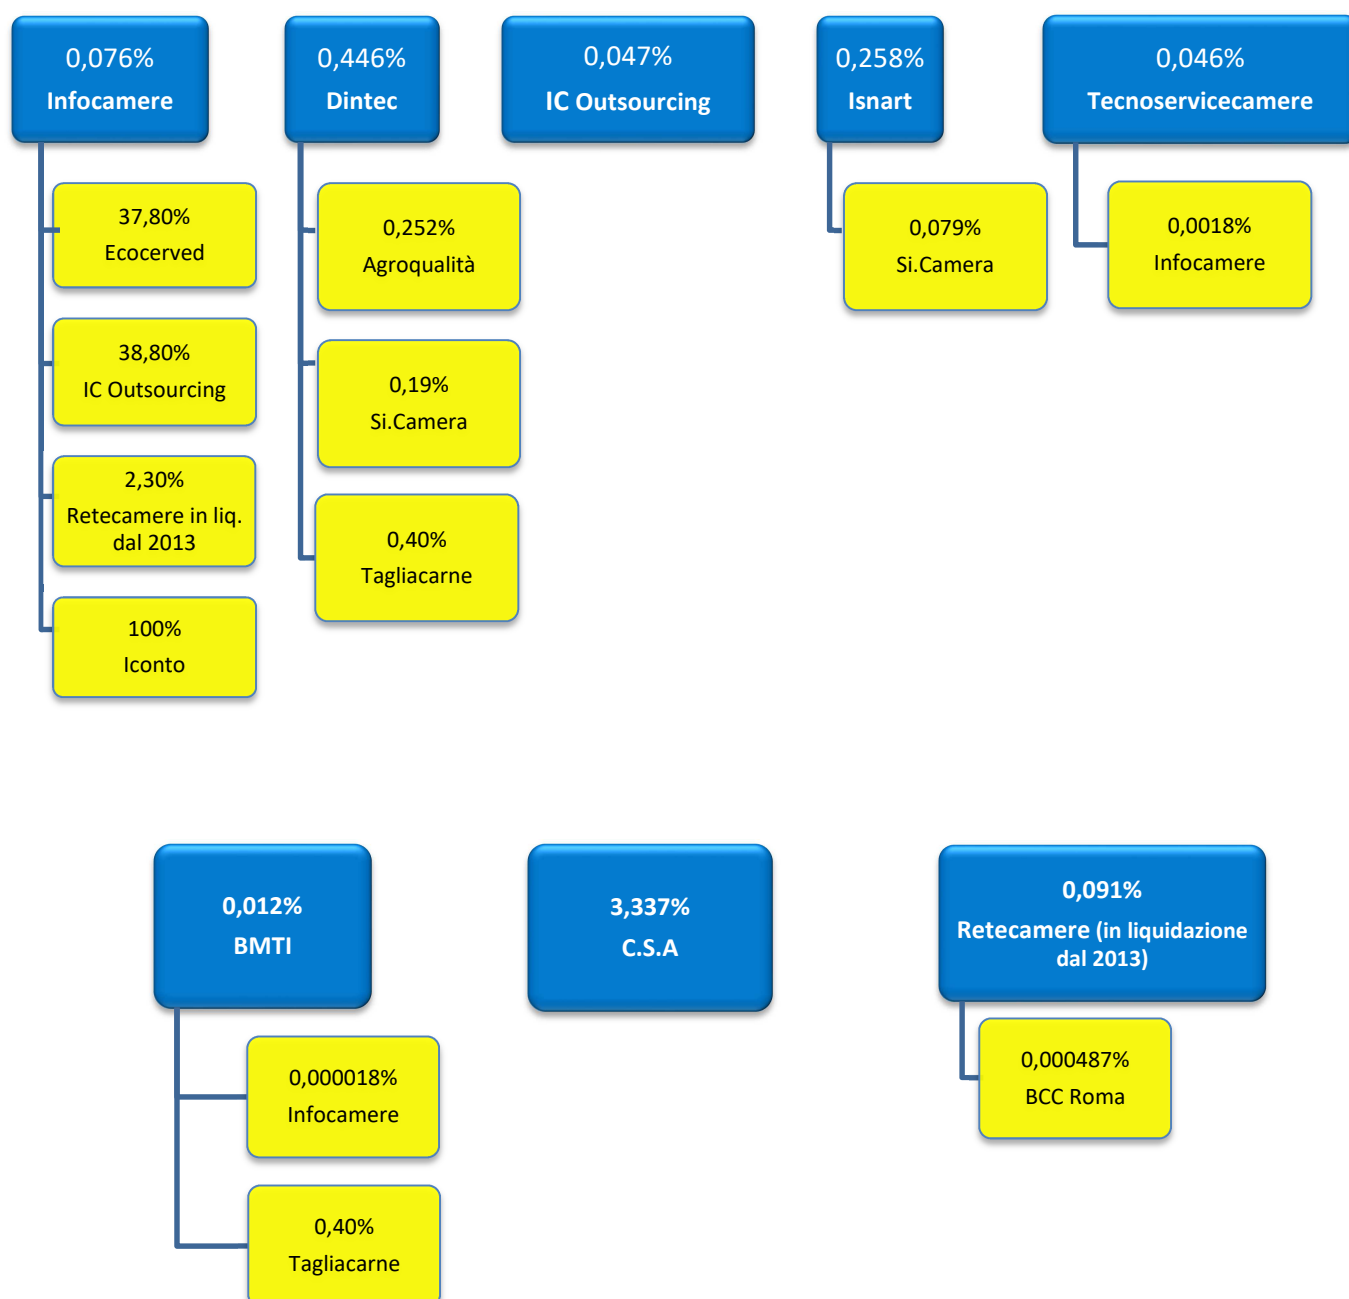 0,076%
Infocamere
37,80%
Ecocerved
38,80%
IC Outsourcing
2,30%
Retecamere in liq.
dal 2013
100%
Iconto
0,446%
Dintec
0,252%
Agroqualità
0,19%
Si.Camera
0,40%
Tagliacarne
0,047%
IC Outsourcing
0,258%
Isnart
0,079%
Si.Camera
0,046%
Tecnoservicecamere
0,0018%
Infocamere
0,012%
BMTI
0,000018%
Infocamere
0,40%
Tagliacarne
3,337%
C.S.A
0,091%
Retecamere (in liquidazione
dal 2013)
0,000487%
BCC Roma